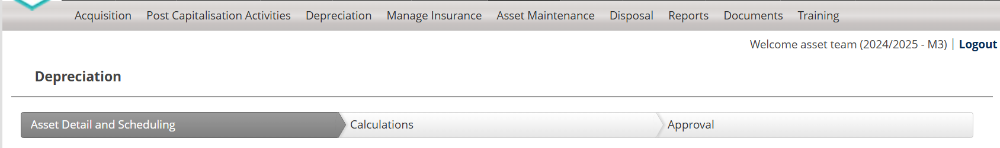 Acquisition Post Capitalisation Activities Depreciation Manage Insurance Asset Maintenance Disposal Reports Documents Training
Welcome asset team (2024/2025 - M3) | Logout
Depreciation
Asset Detail and Scheduling Calculations Approval